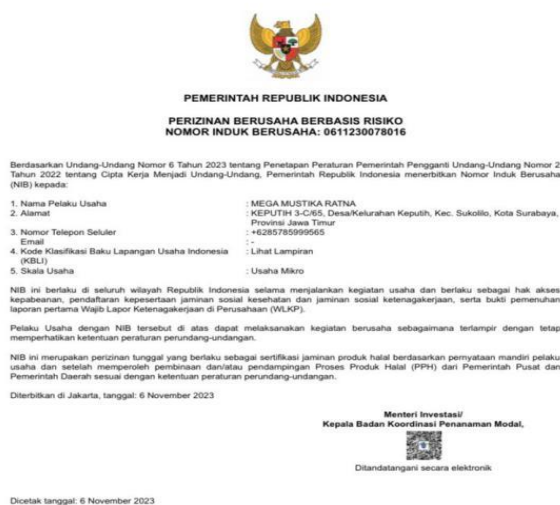 PEMERINTAH REPUBLIK INDONESIA
PERIZINAN BERUSAHA BERBASIS RISIKO
NOMOR INDUK BERUSAHA: 0611230078016
Berdasarkan Undang-Undang Nomor 6 Tahun 2023 tentang Penetapan Peraturan Pemerintah Pengganti Undang-Undang Nomor 2
Tahun 2022 tentang Cipta Kerja Menjadi Undang-Undang, Pemerintah Republik Indonesia menerbitkan Nomor Induk Berusaha
(NIB) kepada:
1. Nama Pelaku Usaha : MEGA MUSTIKA RATNA
2. Alamat : KEPUTIH 3-C/65, Desa/Kelurahan Keputih, Kec. Sukolilo, Kota Surabaya,
Provinsi Jawa Timur
3. Nomor Telepon Seluler : +6285785999565
Email : -
4. Kode Klasifikasi Baku Lapangan Usaha Indonesia : Lihat Lampiran
(KBLI)
5. Skala Usaha : Usaha Mikro
NIB ini berlaku di seluruh wilayah Republik Indonesia selama menjalankan kegiatan usaha dan berlaku sebagai hak akses
kepabeanan, pendaftaran kepesertaan jaminan sosial kesehatan dan jaminan sosial ketenagakerjaan, serta bukti pemenuhan
laporan pertama Wajib Lapor Ketenagakerjaan di Perusahaan (WLKP).
Pelaku Usaha dengan NIB tersebut di atas dapat melaksanakan kegiatan berusaha sebagaimana terlampir dengan tetap
memperhatikan ketentuan peraturan perundang-undangan.
NIB ini merupakan perizinan tunggal yang berlaku sebagai sertifikasi jaminan produk halal berdasarkan pernyataan mandiri pelaku
usaha dan setelah memperoleh pembinaan dan/atau pendampingan Proses Produk Halal (PPH) dari Pemerintah Pusat dan
Pemerintah Daerah sesuai dengan ketentuan peraturan perundang-undangan.
Diterbitkan di Jakarta, tanggal: 6 November 2023
Menteri Investasi/
Kepala Badan Koordinasi Penanaman Modal,
Ditandatangani secara elektronik
Dicetak tanggal: 6 November 2023